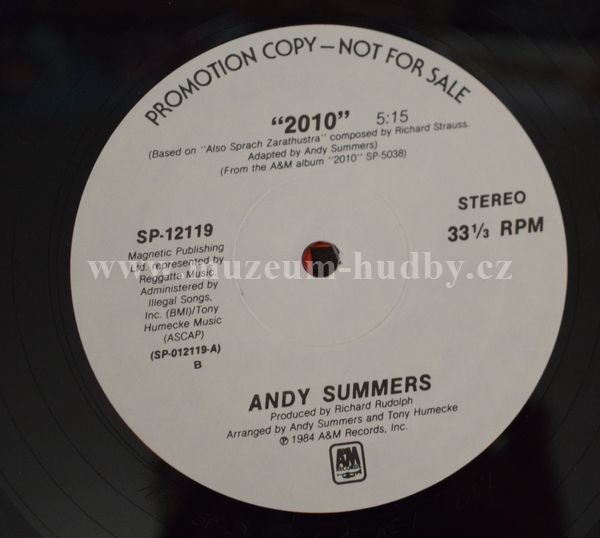 PROMOTION COPY — NOT FOR SALE
"2010" 5:15
(Based on "Also Sprach Zarathustra" composed by Richard Strauss.
Adapted by Andy Summers)
(From the A&M album "2010" SP-5038)
STEREO
33⅓ RPM
SP-12119
Magnetic Publishing
Ltd. represented by
Reggatta Music.
Administered by
Illegal Songs,
Inc. (BMI)/Tony
Humecke Music
(ASCAP)
(SP-012119-A)
B
www.muzeum-hudby.cz
ANDY SUMMERS
Produced by Richard Rudolph
Arranged by Andy Summers and Tony Humecke
℗ 1984 A&M Records, Inc.
A&M
RECORDS